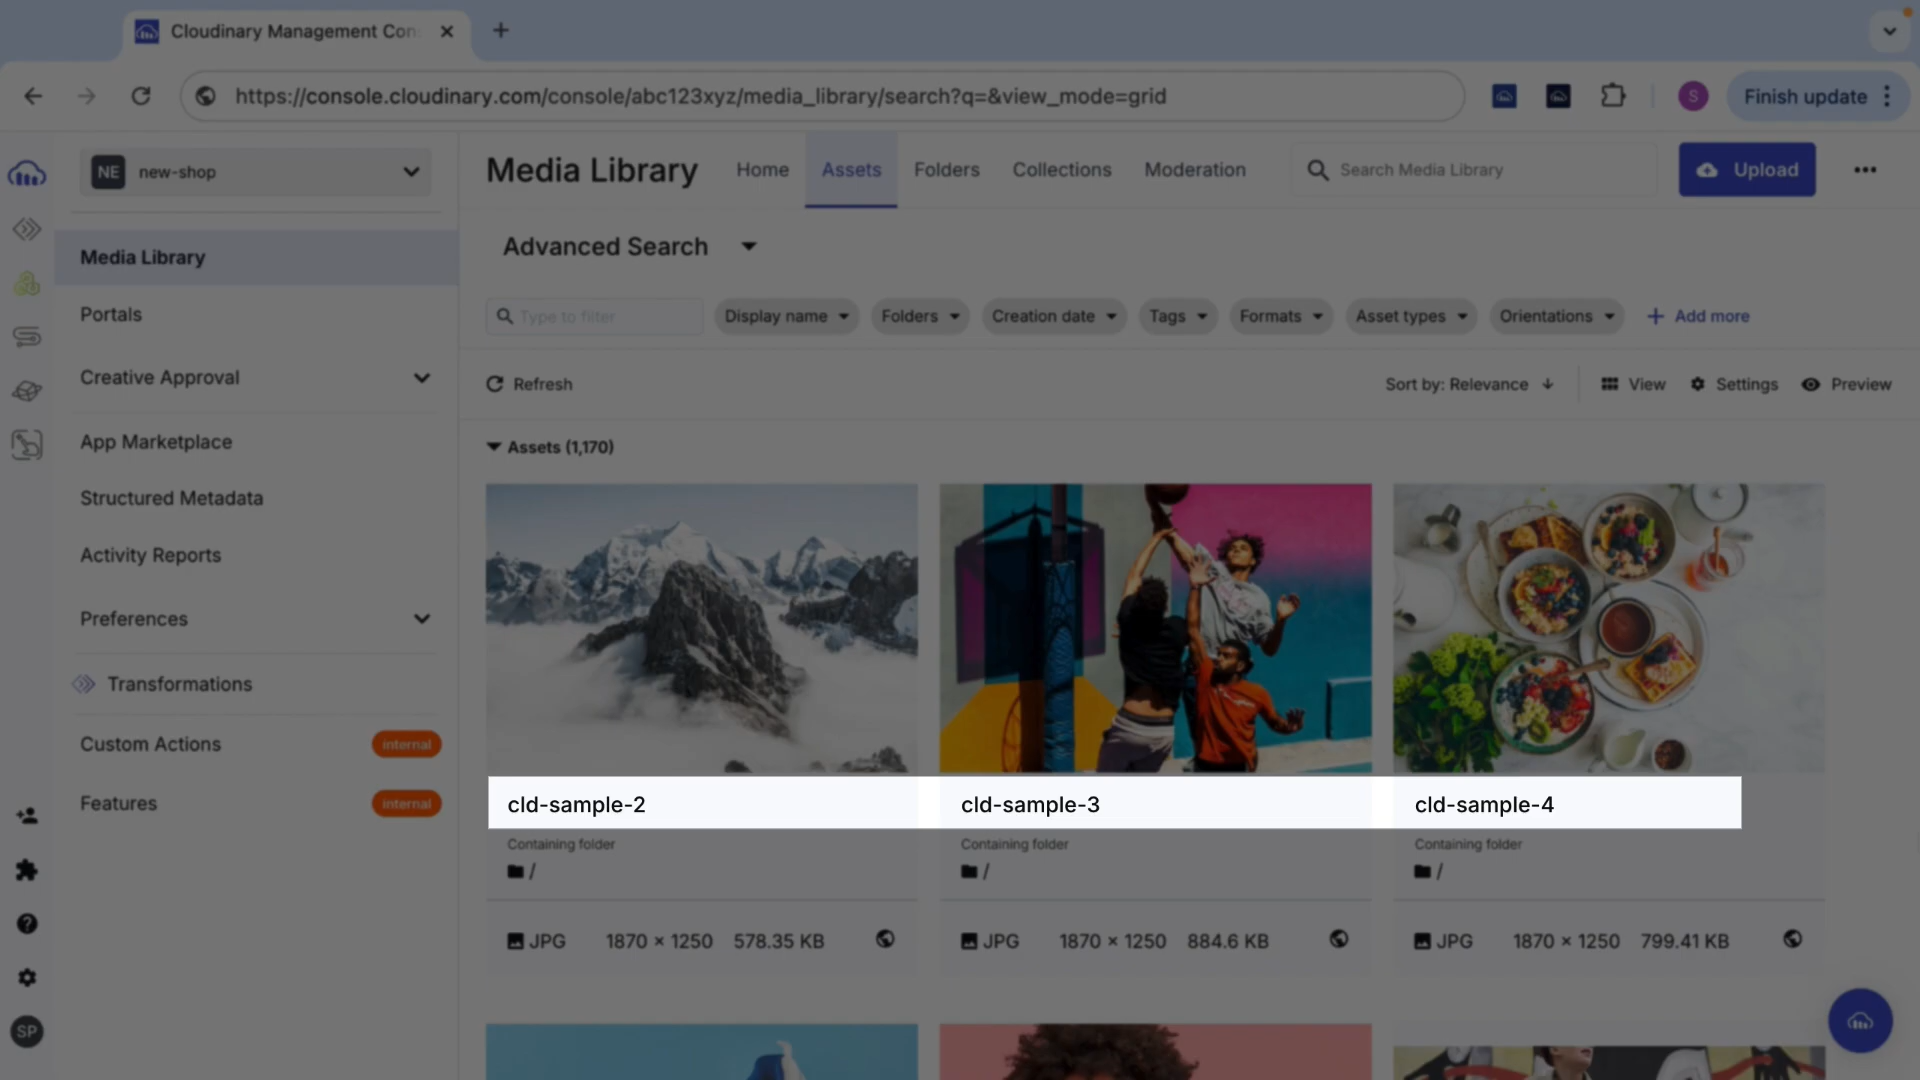 Cloudinary Management Con
https://console.cloudinary.com/console/abc123xyz/media_library/search?q=&view_mode=grid
S
Finish update
NE new-shop
Media Library
Home
Assets
Folders
Collections
Moderation
Search Media Library
Upload
Media Library
Portals
Creative Approval
App Marketplace
Structured Metadata
Activity Reports
Preferences
Transformations
Custom Actions internal
Features internal
SP
Advanced Search
Type to filter
Display name
Folders
Creation date
Tags
Formats
Asset types
Orientations
Add more
Refresh
Sort by: Relevance
View
Settings
Preview
Assets (1,170)
cld-sample-2
Containing folder
/
JPG 1870 × 1250 578.35 KB
cld-sample-3
Containing folder
/
JPG 1870 × 1250 884.6 KB
cld-sample-4
Containing folder
/
JPG 1870 × 1250 799.41 KB